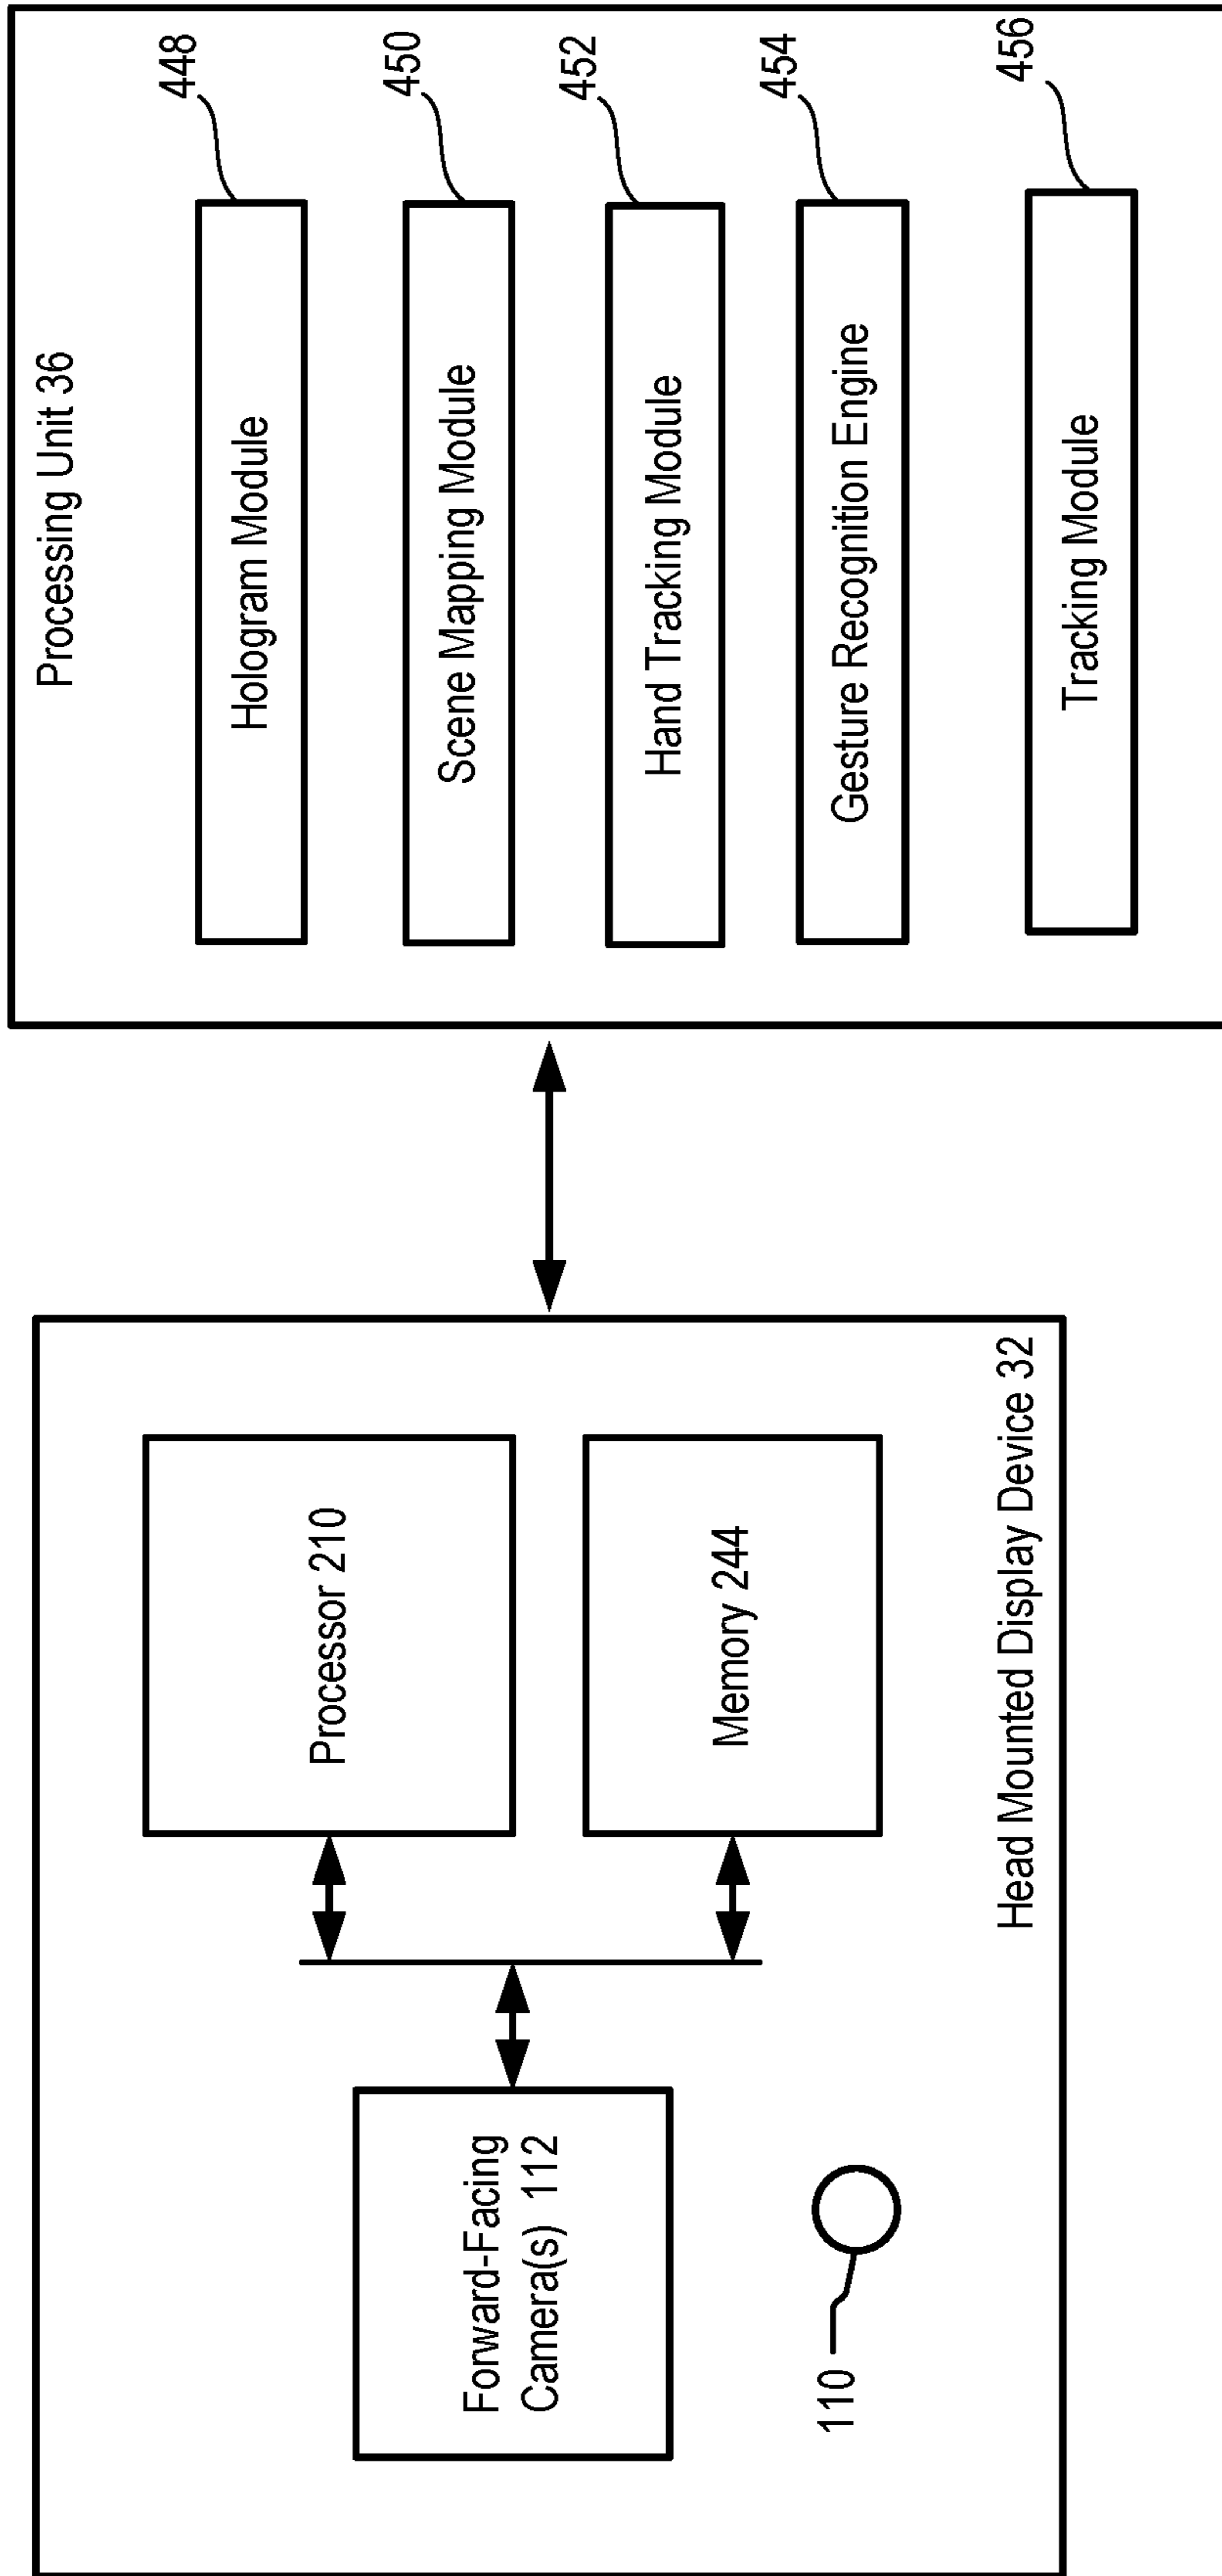 Forward-Facing
Camera(s) 112
110
Processor 210
Memory 244
Head Mounted Display Device 32
Processing Unit 36
Hologram Module
448
Scene Mapping Module
450
Hand Tracking Module
452
Gesture Recognition Engine
454
Tracking Module
456